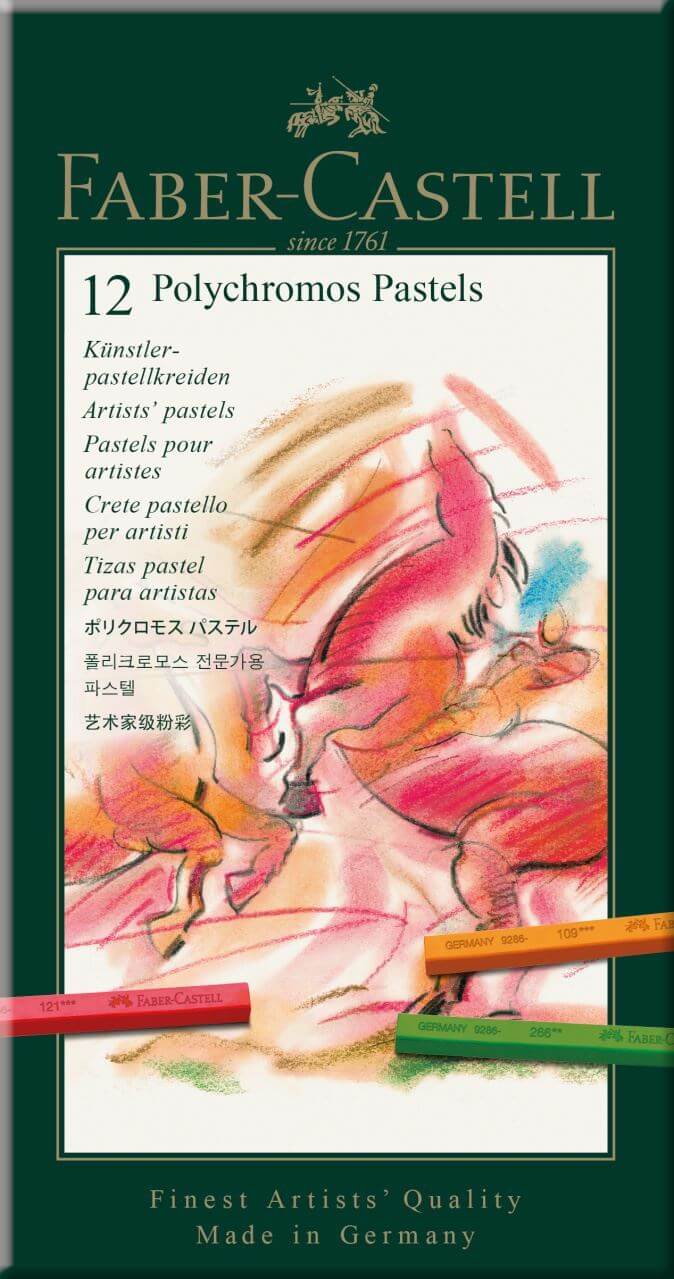 FABER-CASTELL
since 1761
12 Polychromos Pastels
Künstler-
pastellkreiden
Artists' pastels
Pastels pour
artistes
Crete pastello
per artisti
Tizas pastel
para artistas
ポリクロモス パステル
폴리크로모스 전문가용
파스텔
艺术家级粉彩
GERMANY 9286- 109*** FABE
121*** FABER-CASTELL
GERMANY 9286- 266** FABER-C
Finest Artists' Quality
Made in Germany